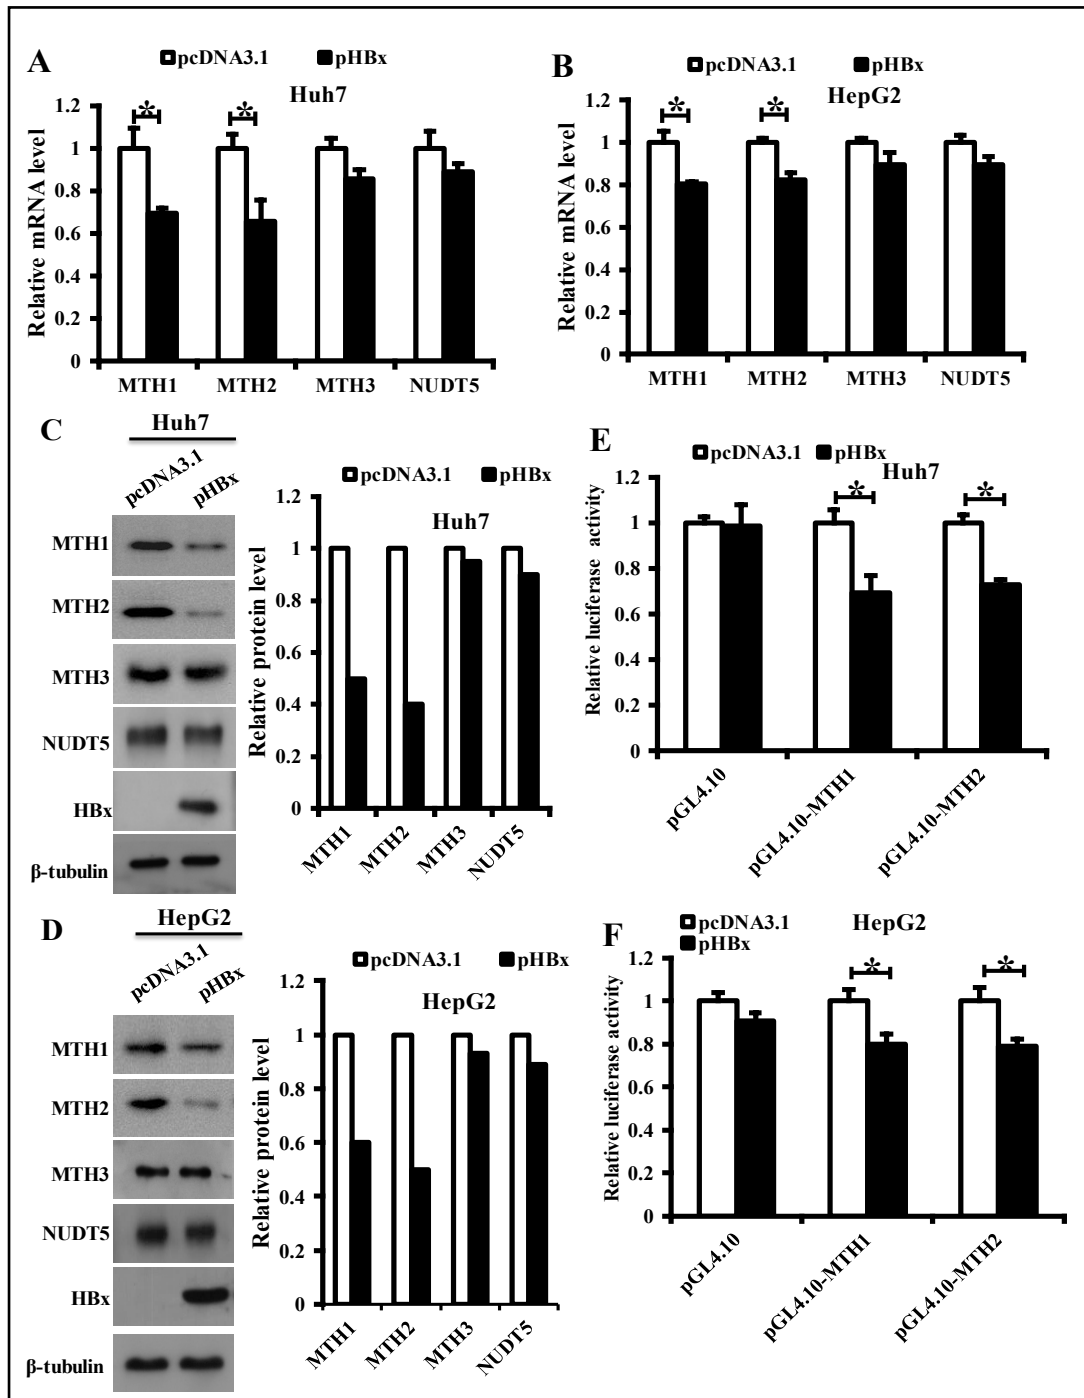 A
pcDNA3.1 pHBx
Huh7
Relative mRNA level
1.2
1
0.8
0.6
0.4
0.2
0
* *
MTH1 MTH2 MTH3 NUDT5
B
pcDNA3.1 pHBx
HepG2
Relative mRNA level
1.2
1
0.8
0.6
0.4
0.2
0
* *
MTH1 MTH2 MTH3 NUDT5
C
Huh7
pcDNA3.1 pHBx
MTH1
MTH2
MTH3
NUDT5
HBx
β-tubulin
pcDNA3.1 pHBx
Huh7
Relative protein level
1.2
1
0.8
0.6
0.4
0.2
0
MTH1 MTH2 MTH3 NUDT5
E
pcDNA3.1 pHBx
Huh7
Relative luciferase activity
1.2
1
0.8
0.6
0.4
0.2
0
* *
pGL4.10 pGL4.10-MTH1 pGL4.10-MTH2
D
HepG2
pcDNA3.1 pHBx
MTH1
MTH2
MTH3
NUDT5
HBx
β-tubulin
pcDNA3.1 pHBx
HepG2
Relative protein level
1.2
1
0.8
0.6
0.4
0.2
0
MTH1 MTH2 MTH3 NUDT5
F
pcDNA3.1
pHBx
HepG2
Relative luciferase activity
1.2
1
0.8
0.6
0.4
0.2
0
* *
pGL4.10 pGL4.10-MTH1 pGL4.10-MTH2